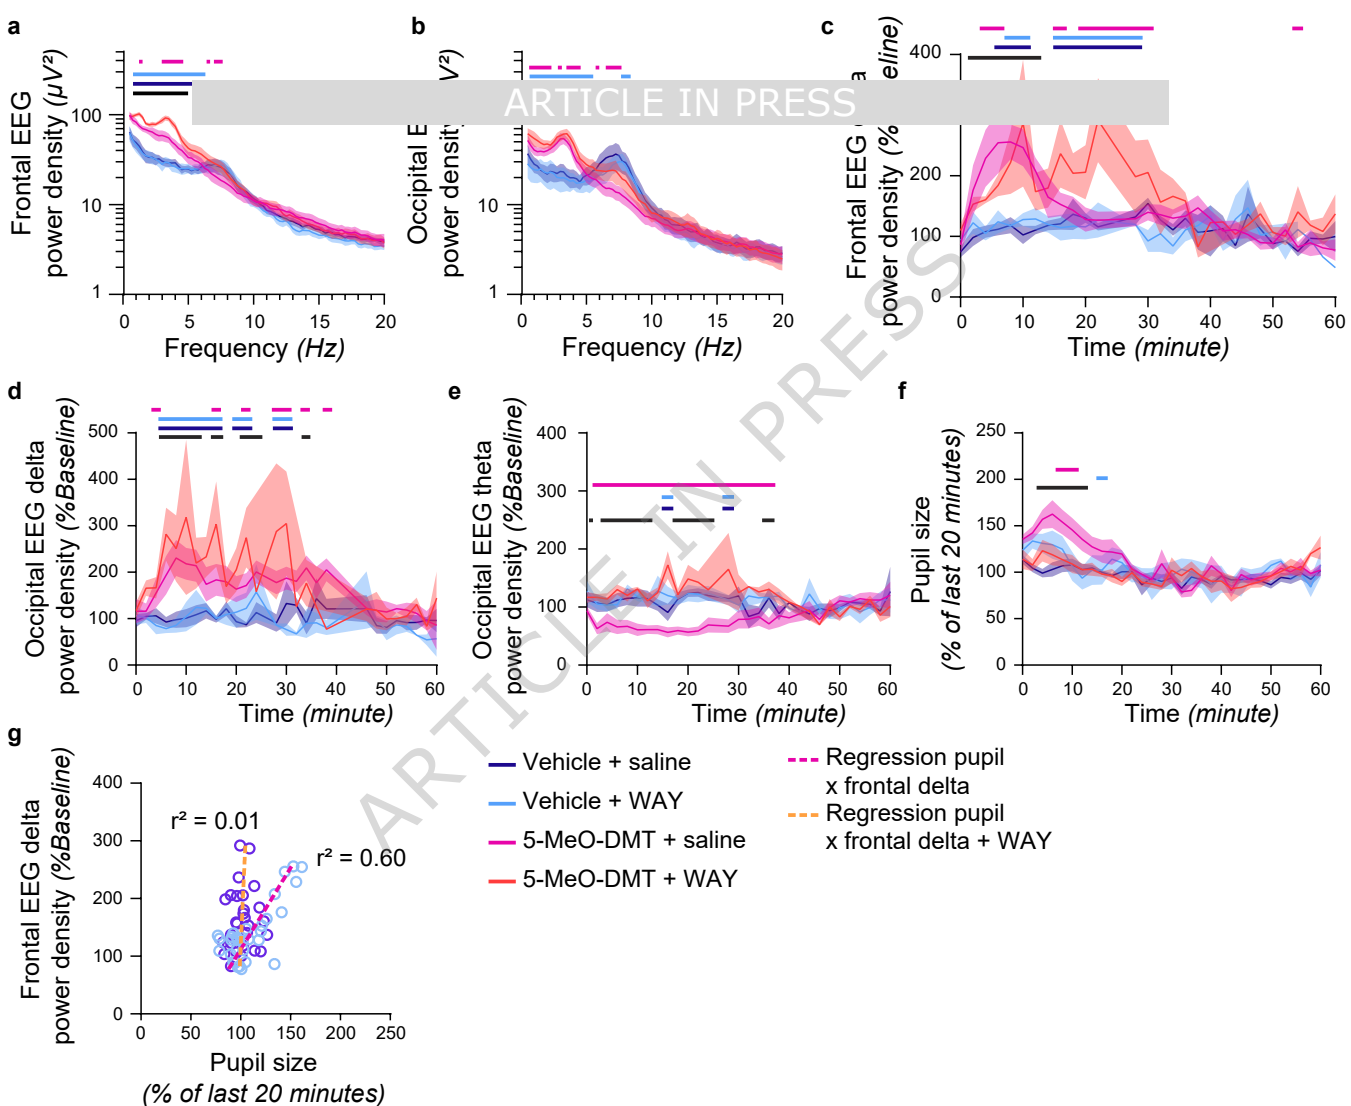 a
Frontal EEG
power density (µV²)
100
10
1
0
5
10
15
20
Frequency (Hz)
b
Occipital E
V²)
100
10
1
0
5
10
15
20
Frequency (Hz)
ARTICLE IN PRESS
c
Frontal EEG
power density (%
eline)
400
200
100
0
0
10
20
30
40
50
60
Time (minute)
d
Occipital EEG delta
power density (%Baseline)
500
400
300
200
100
0
0
10
20
30
40
50
60
Time (minute)
e
Occipital EEG theta
power density (%Baseline)
400
300
200
100
0
0
10
20
30
40
50
60
Time (minute)
f
Pupil size
(% of last 20 minutes)
250
200
150
100
50
0
0
10
20
30
40
50
60
Time (minute)
ARTICLE IN PRESS
g
Frontal EEG delta
power density (%Baseline)
400
300
200
100
0
r² = 0.01
r² = 0.60
0
50
100
150
200
250
Pupil size
(% of last 20 minutes)
Vehicle + saline
Vehicle + WAY
5-MeO-DMT + saline
5-MeO-DMT + WAY
Regression pupil
x frontal delta
Regression pupil
x frontal delta + WAY